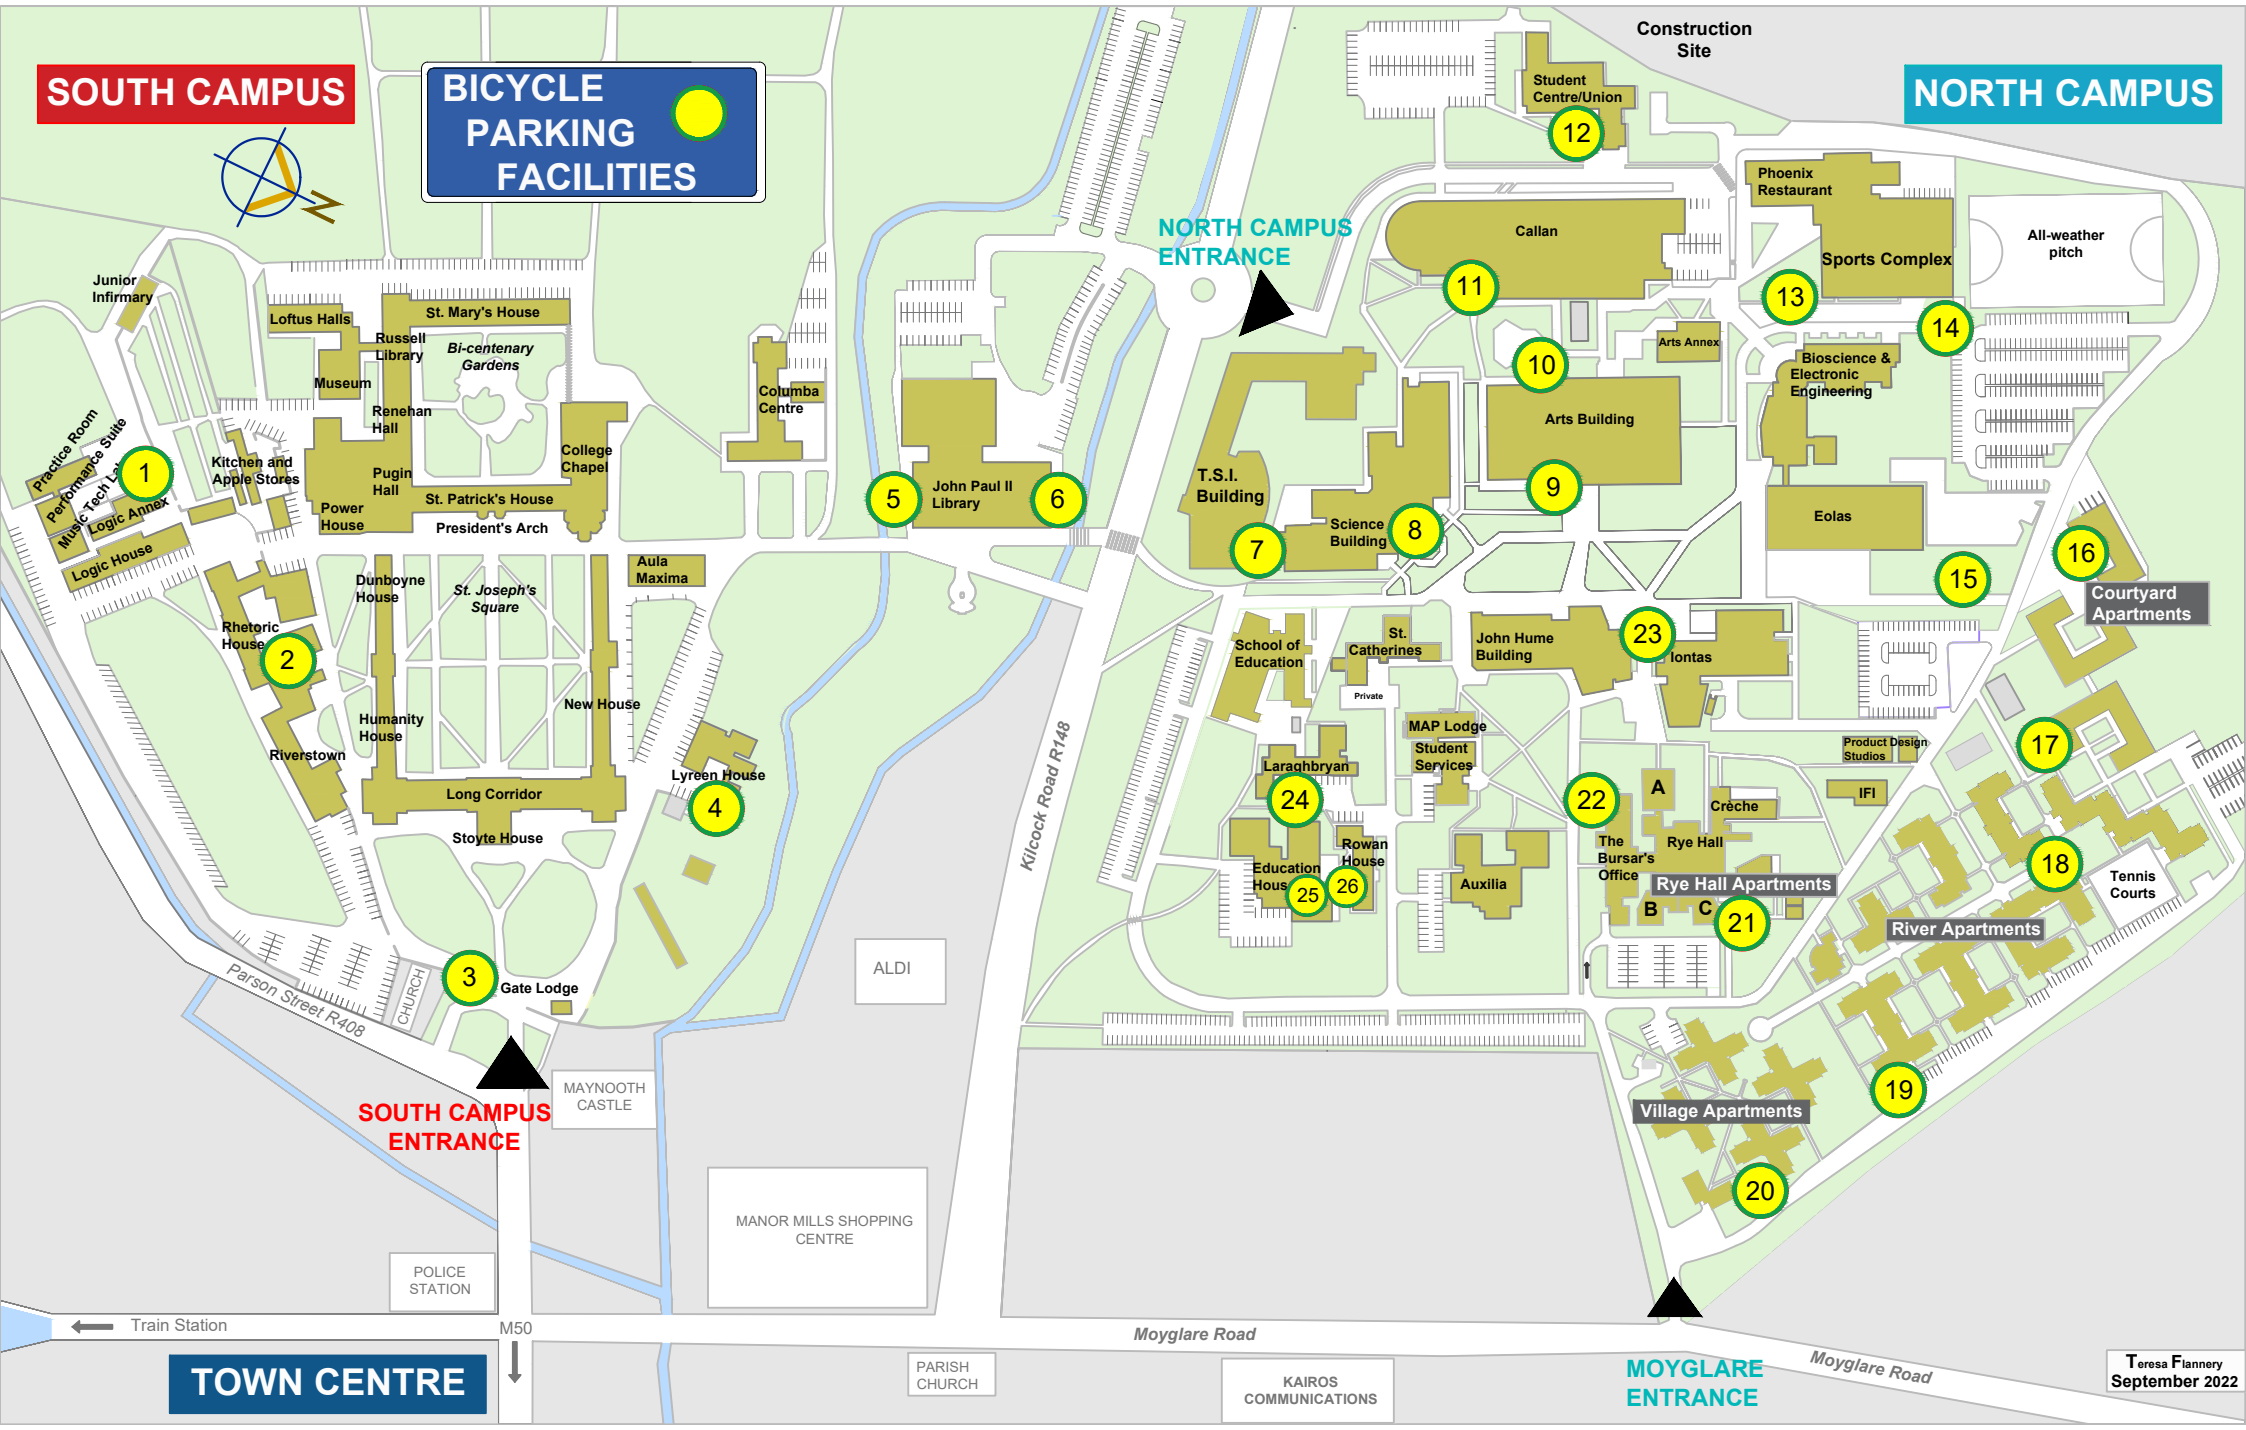 SOUTH CAMPUS
BICYCLE
PARKING
FACILITIES
N
NORTH CAMPUS
Construction
Site
Student
Centre/Union
12
Phoenix
Restaurant
Sports Complex
All-weather
pitch
NORTH CAMPUS
ENTRANCE
Callan
11
13
14
10
Arts Annex
Bioscience &
Electronic
Engineering
Arts Building
9
Eolas
15
16
Courtyard
Apartments
Junior
Infirmary
Loftus Halls
St. Mary's House
Russell
Library
Bi-centenary
Gardens
Museum
Renehan
Hall
Columba
Centre
College
Chapel
Practice Room
Performance Suite
Music Tech
1
Logic Annex
Logic House
Kitchen and
Apple Stores
Pugin
Hall
St. Patrick's House
Power
House
President's Arch
5
John Paul II
Library
6
T.S.I.
Building
7
Science
Building
8
Aula
Maxima
Dunboyne
House
St. Joseph's
Square
Rhetoric
House
2
Humanity
House
New House
Riverstown
Long Corridor
Stoyte House
Lyreen House
4
3
Gate Lodge
CHURCH
Parson Street R408
SOUTH CAMPUS
ENTRANCE
MAYNOOTH
CASTLE
ALDI
Kilcock Road R148
School of
Education
St.
Catherines
Private
John Hume
Building
23
Iontas
MAP Lodge
Student
Services
Laraghbryan
24
Rowan
House
Education
Hous
25
26
Auxilia
22
A
Crèche
The
Bursar's
Office
Rye Hall
Rye Hall Apartments
B
C
21
Product Design
Studios
IFI
17
18
Tennis
Courts
River Apartments
19
Village Apartments
20
MANOR MILLS SHOPPING
CENTRE
POLICE
STATION
Train Station
M50
TOWN CENTRE
Moyglare Road
PARISH
CHURCH
KAIROS
COMMUNICATIONS
MOYGLARE
ENTRANCE
Moyglare Road
Teresa Flannery
September 2022